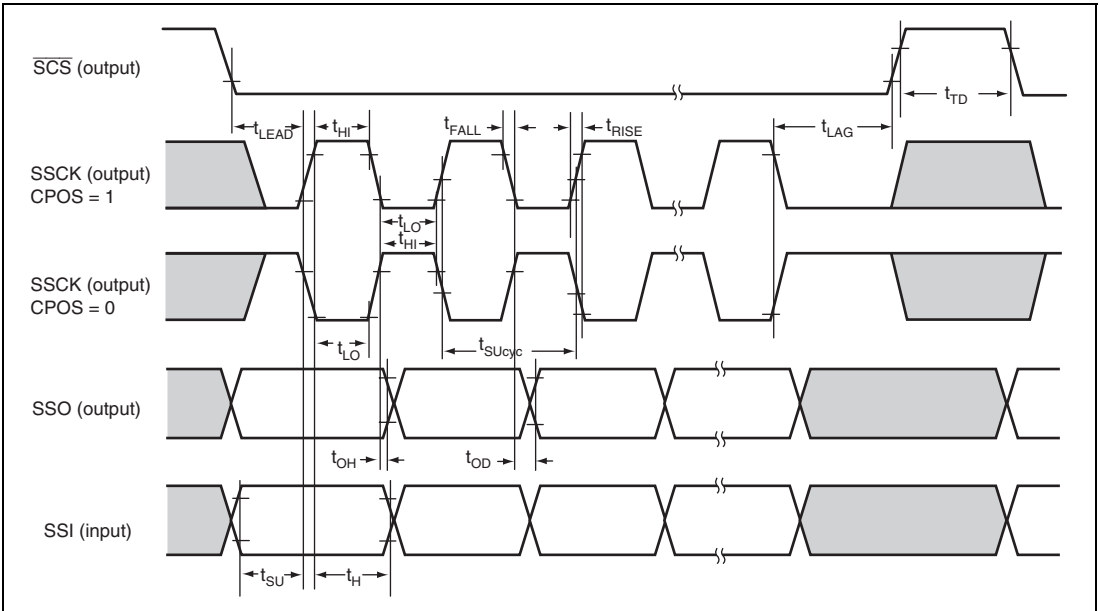 SCS (output)
tTD
tLEAD
tHI
tFALL
tRISE
tLAG
SSCK (output)
CPOS = 1
tLO
tHI
SSCK (output)
CPOS = 0
tLO
tSUcyc
SSO (output)
tOH
tOD
SSI (input)
tSU
tH